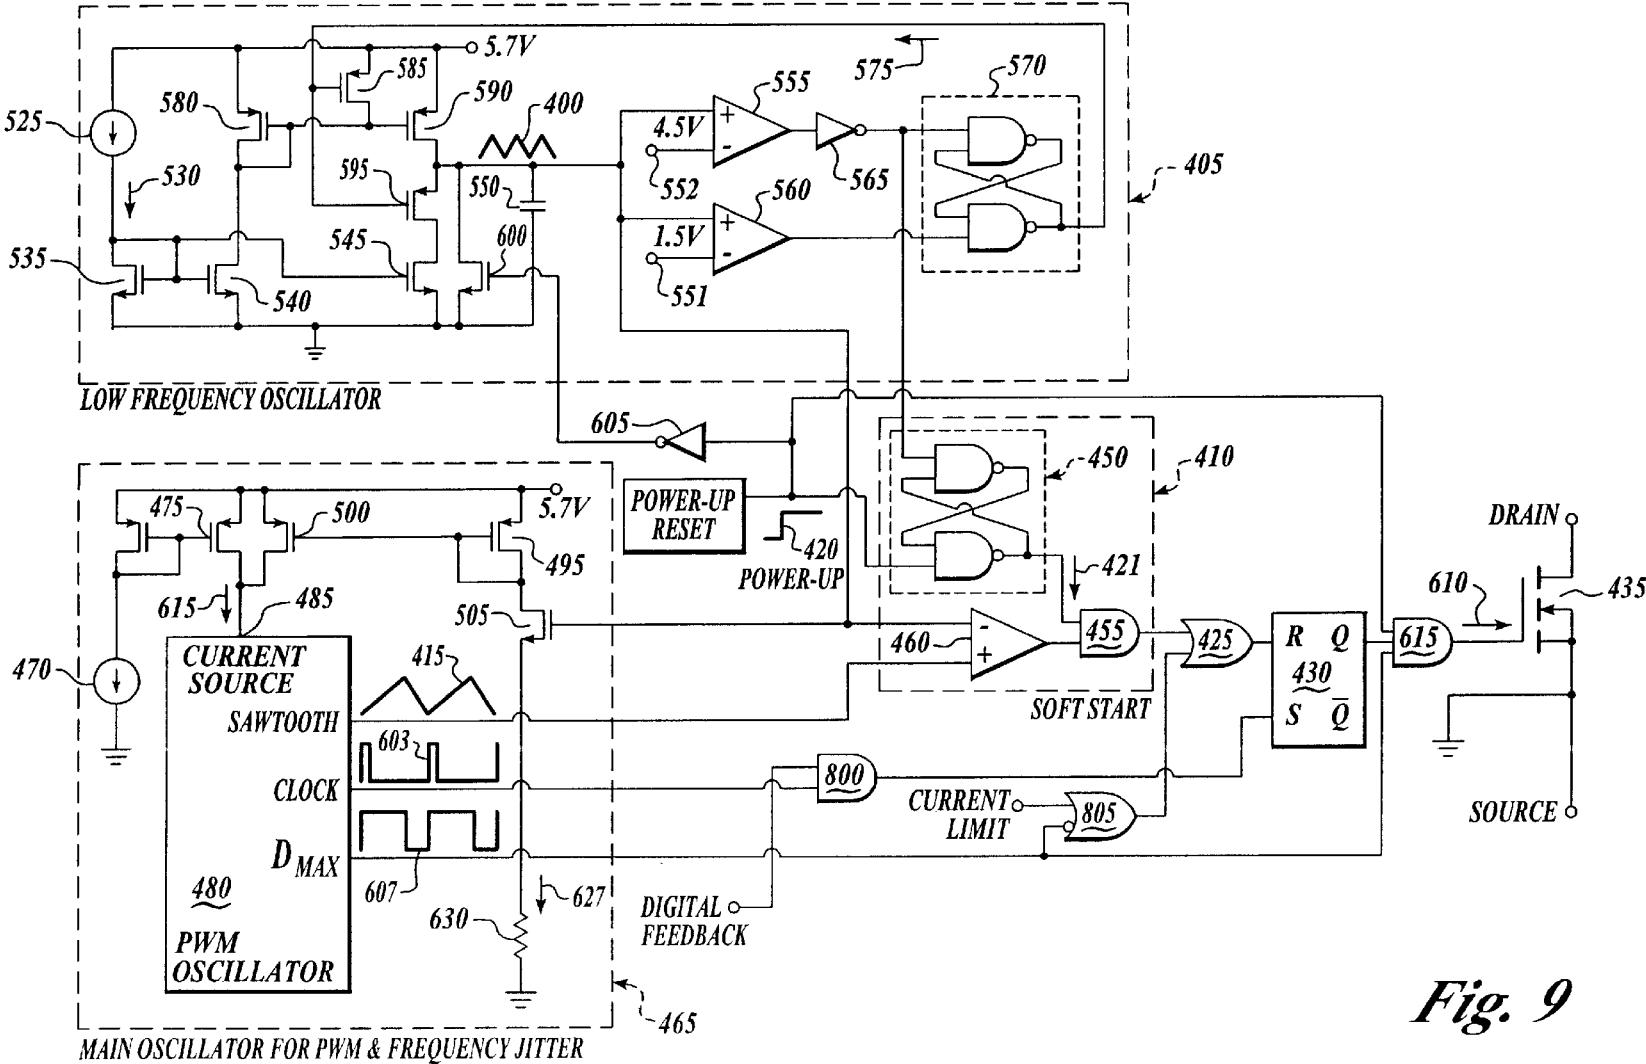 5.7V
585
575
570
580
590
400
555
525
4.5V
530
595
550
552
565
405
560
1.5V
535
545
600
540
551
LOW FREQUENCY OSCILLATOR
605
450
410
475
500
5.7V
POWER-UP
RESET
495
420
POWER-UP
421
DRAIN
615
485
505
610
435
460
455
425
R Q
430
S Q̅
615
470
CURRENT
SOURCE
415
SAWTOOTH
SOFT START
603
CLOCK
800
CURRENT
LIMIT
805
SOURCE
DMAX
607
627
480
630
DIGITAL
FEEDBACK
PWM
OSCILLATOR
465
MAIN OSCILLATOR FOR PWM & FREQUENCY JITTER
Fig. 9